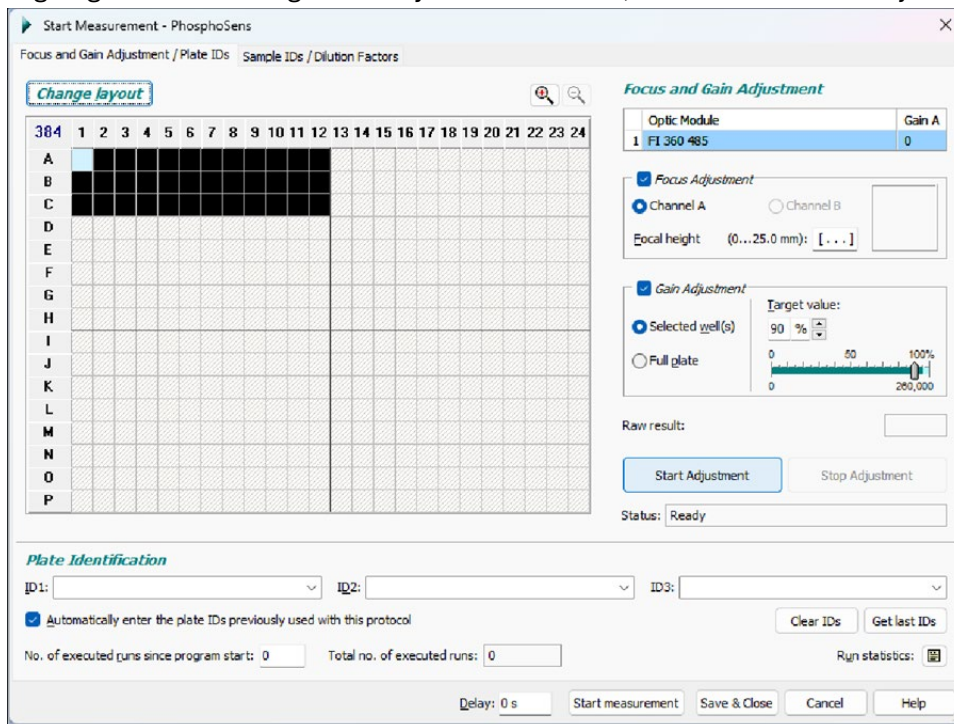 Start Measurement - PhosphoSens
Focus and Gain Adjustment / Plate IDs Sample IDs / Dilution Factors
Change layout
384 1 2 3 4 5 6 7 8 9 10 11 12 13 14 15 16 17 18 19 20 21 22 23 24
A
B
C
D
E
F
G
H
I
J
K
L
M
N
O
P
Focus and Gain Adjustment
Optic Module Gain A
1 FI 360 485 0
Focus Adjustment
Channel A Channel B
Focal height (0...25.0 mm): [...]
Gain Adjustment
Target value:
Selected well(s) 90 %
Full plate
0 50 100%
0 260,000
Raw result:
Start Adjustment Stop Adjustment
Status: Ready
Plate Identification
ID1: ID2: ID3:
Automatically enter the plate IDs previously used with this protocol
Clear IDs Get last IDs
No. of executed runs since program start: 0 Total no. of executed runs: 0 Run statistics:
Delay: 0 s Start measurement Save & Close Cancel Help